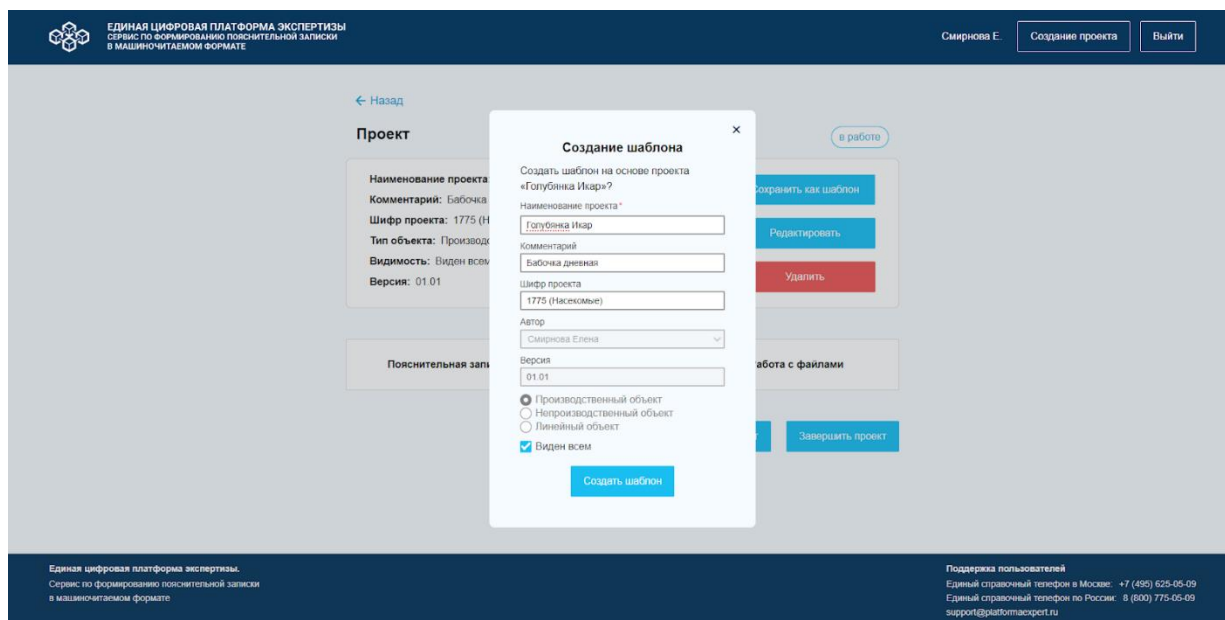 ЕДИНАЯ ЦИФРОВАЯ ПЛАТФОРМА ЭКСПЕРТИЗЫ
СЕРВИС ПО ФОРМИРОВАНИЮ ПОЯСНИТЕЛЬНОЙ ЗАПИСКИ
В МАШИНОЧИТАЕМОМ ФОРМАТЕ
Смирнова Е.
Создание проекта
Выйти
← Назад
Проект
в работе
Наименование проекта:
Комментарий: Бабочка
Шифр проекта: 1775 (Н
Тип объекта: Производс
Видимость: Виден всем
Версия: 01.01
Сохранить как шаблон
Редактировать
Удалить
Пояснительная запи
абота с файлами
Завершить проект
Создание шаблона
Создать шаблон на основе проекта
«Голубянка Икар»?
Наименование проекта*
Голубянка Икар
Комментарий
Бабочка дневная
Шифр проекта
1775 (Насекомые)
Автор
Смирнова Елена
Версия
01.01
Производственный объект
Непроизводственный объект
Линейный объект
Виден всем
Создать шаблон
Единая цифровая платформа экспертизы.
Сервис по формированию пояснительной записки
в машиночитаемом формате
Поддержка пользователей
Единый справочный телефон в Москве: +7 (495) 625-05-09
Единый справочный телефон по России: 8 (800) 775-05-09
support@platformaexpert.ru